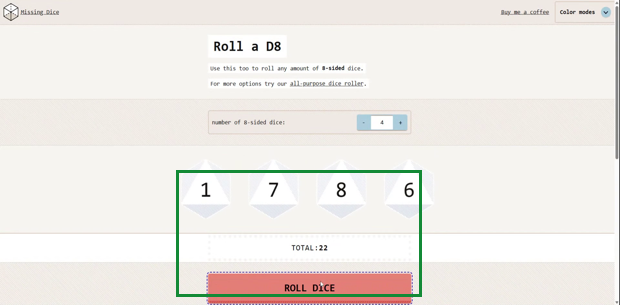 Missing Dice
Buy me a coffee
Color modes
Roll a D8
Use this too to roll any amount of 8-sided dice.
For more options try our all-purpose dice roller.
number of 8-sided dice:
- 4 +
1 7 8 6
TOTAL:22
ROLL DICE